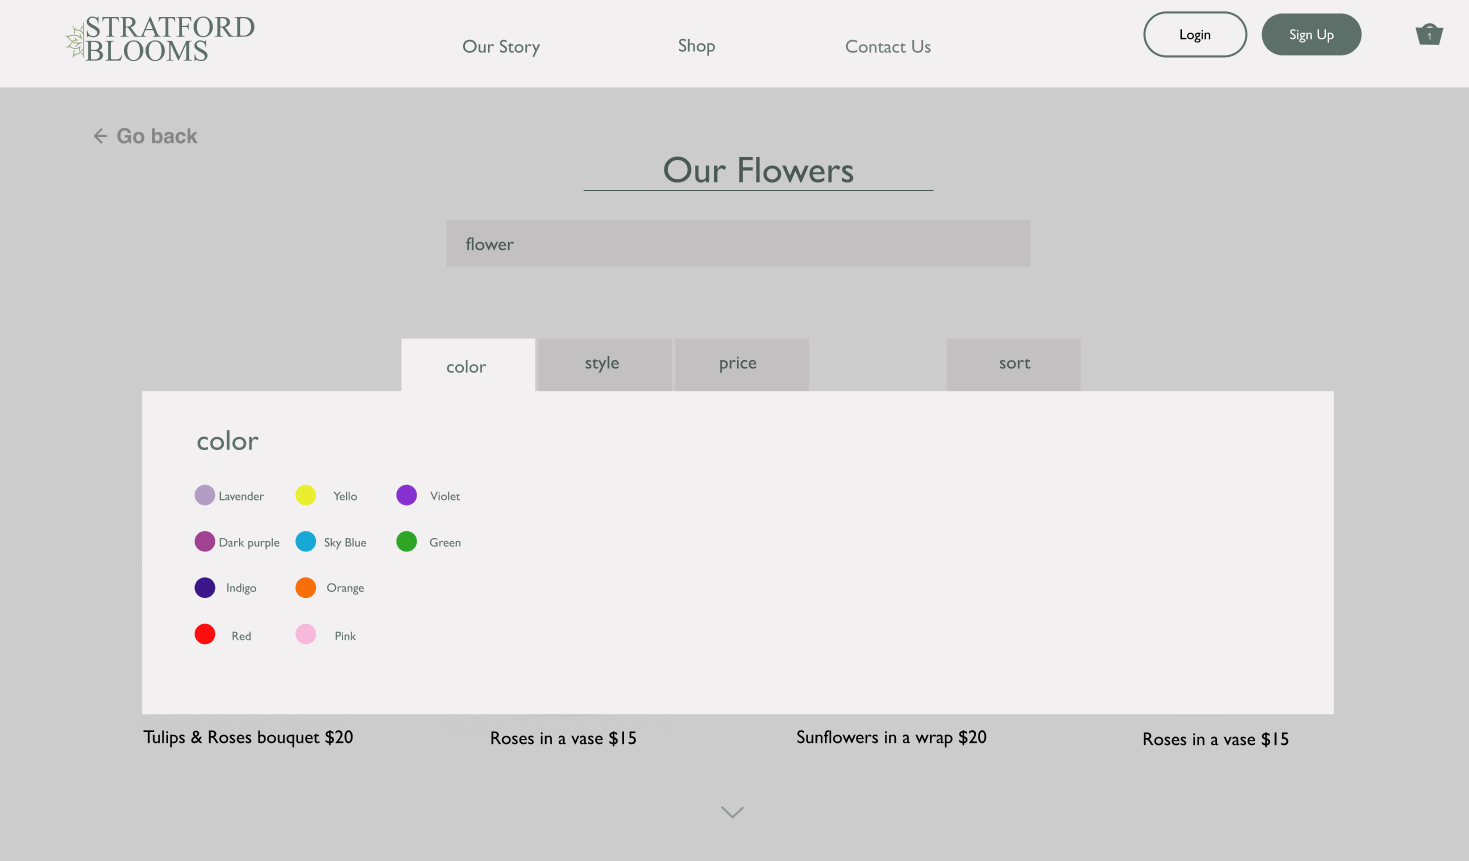 STRATFORD
BLOOMS
Our Story
Shop
Contact Us
Login
Sign Up
1
Go back
Our Flowers
flower
color
style
price
sort
color
Lavender
Yello
Violet
Dark purple
Sky Blue
Green
Indigo
Orange
Red
Pink
Tulips & Roses bouquet $20
Roses in a vase $15
Sunflowers in a wrap $20
Roses in a vase $15